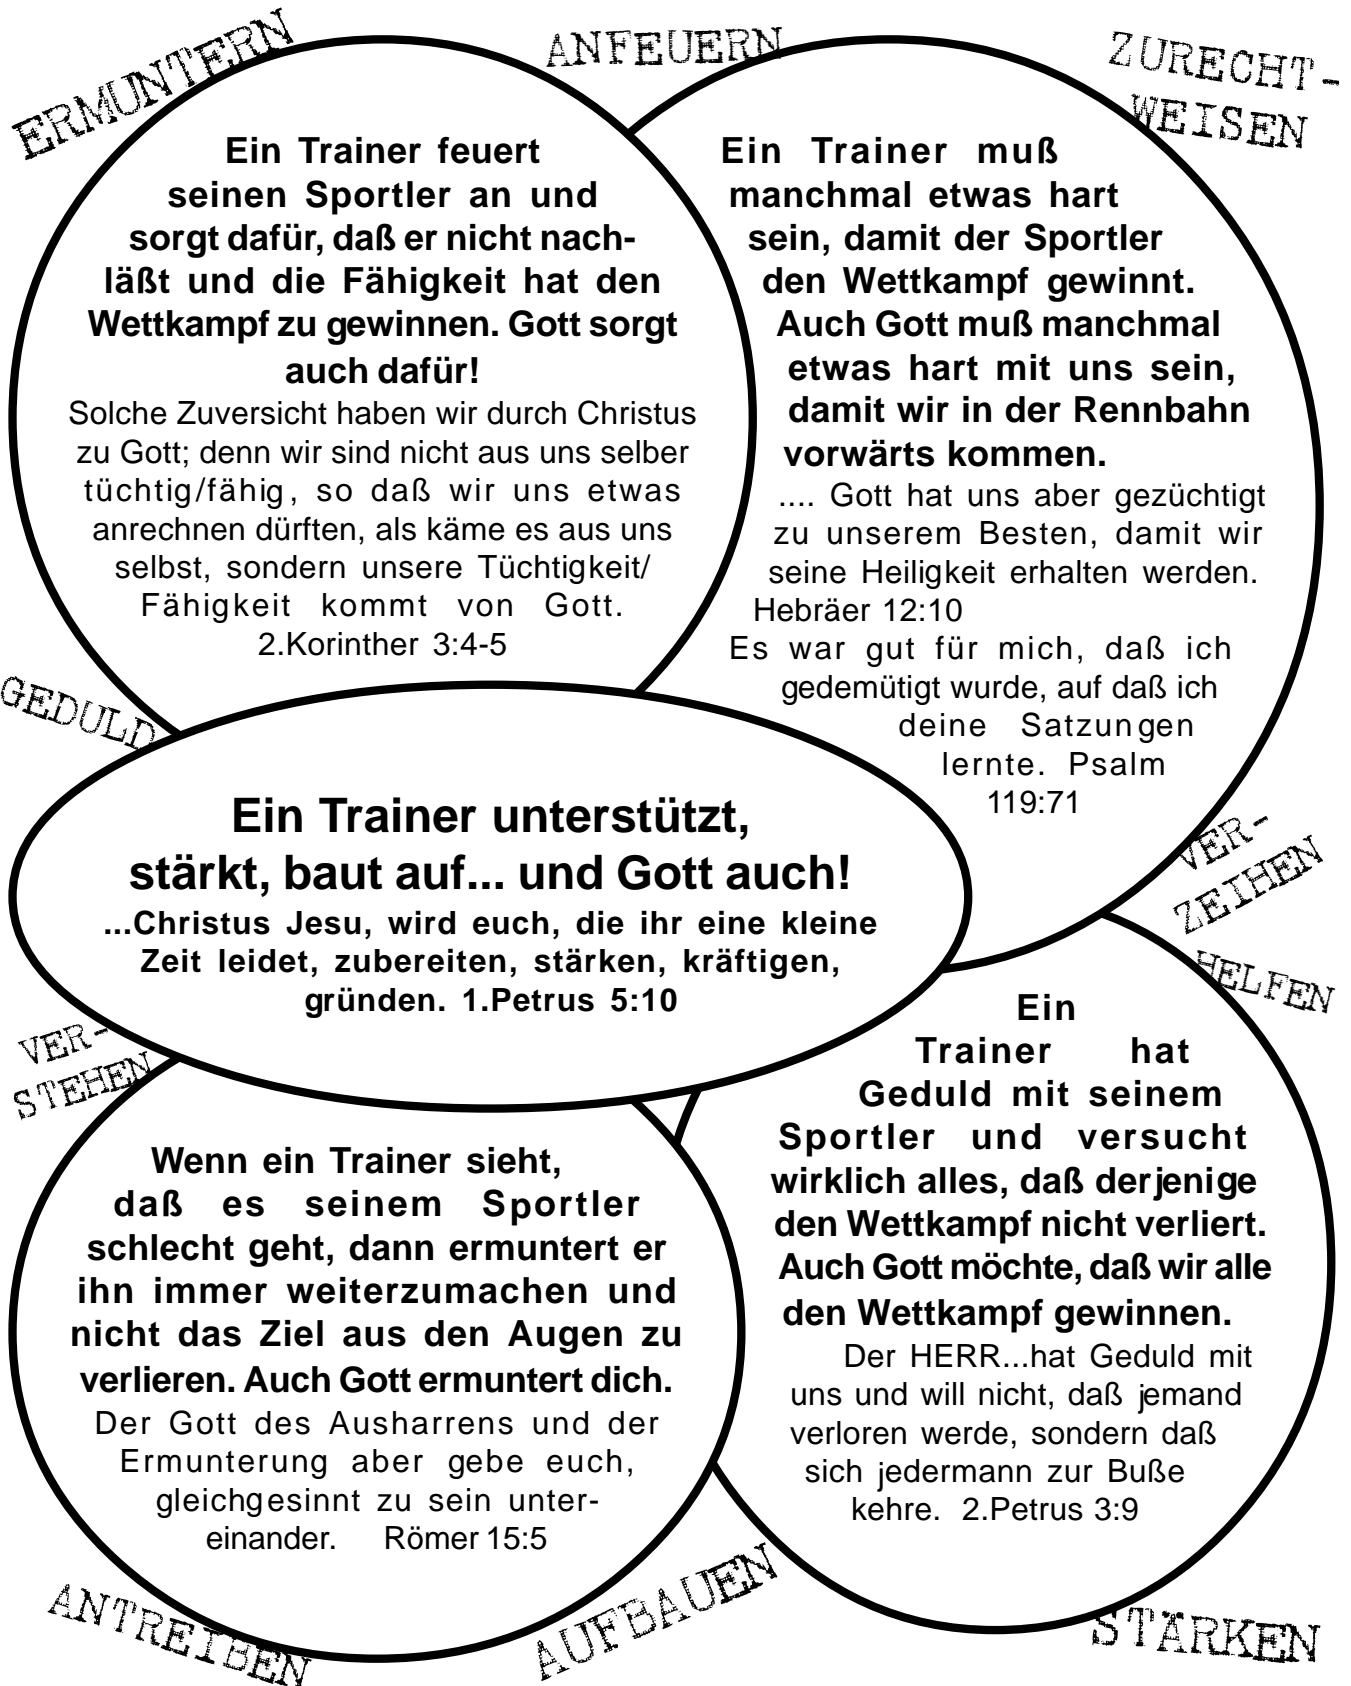 ERMUNTERN
ANFEUERN
ZURECHT-
WEISEN
Ein Trainer feuert
seinen Sportler an und
sorgt dafür, daß er nicht nach-
läßt und die Fähigkeit hat den
Wettkampf zu gewinnen. Gott sorgt
auch dafür!
Solche Zuversicht haben wir durch Christus
zu Gott; denn wir sind nicht aus uns selber
tüchtig/fähig, so daß wir uns etwas
anrechnen dürften, als käme es aus uns
selbst, sondern unsere Tüchtigkeit/
Fähigkeit kommt von Gott.
2.Korinther 3:4-5
Ein Trainer muß
manchmal etwas hart
sein, damit der Sportler
den Wettkampf gewinnt.
Auch Gott muß manchmal
etwas hart mit uns sein,
damit wir in der Rennbahn
vorwärts kommen.
.... Gott hat uns aber gezüchtigt
zu unserem Besten, damit wir
seine Heiligkeit erhalten werden.
Hebräer 12:10
Es war gut für mich, daß ich
gedemütigt wurde, auf daß ich
deine Satzungen
lernte. Psalm
119:71
GEDULD
Ein Trainer unterstützt,
stärkt, baut auf... und Gott auch!
...Christus Jesu, wird euch, die ihr eine kleine
Zeit leidet, zubereiten, stärken, kräftigen,
gründen. 1.Petrus 5:10
VER-
ZEIHEN
HELFEN
VER-
STEHEN
Wenn ein Trainer sieht,
daß es seinem Sportler
schlecht geht, dann ermuntert er
ihn immer weiterzumachen und
nicht das Ziel aus den Augen zu
verlieren. Auch Gott ermuntert dich.
Der Gott des Ausharrens und der
Ermunterung aber gebe euch,
gleichgesinnt zu sein unter-
einander. Römer 15:5
Ein
Trainer hat
Geduld mit seinem
Sportler und versucht
wirklich alles, daß derjenige
den Wettkampf nicht verliert.
Auch Gott möchte, daß wir alle
den Wettkampf gewinnen.
Der HERR...hat Geduld mit
uns und will nicht, daß jemand
verloren werde, sondern daß
sich jedermann zur Buße
kehre. 2.Petrus 3:9
ANTREIBEN
AUFBAUEN
STÄRKEN